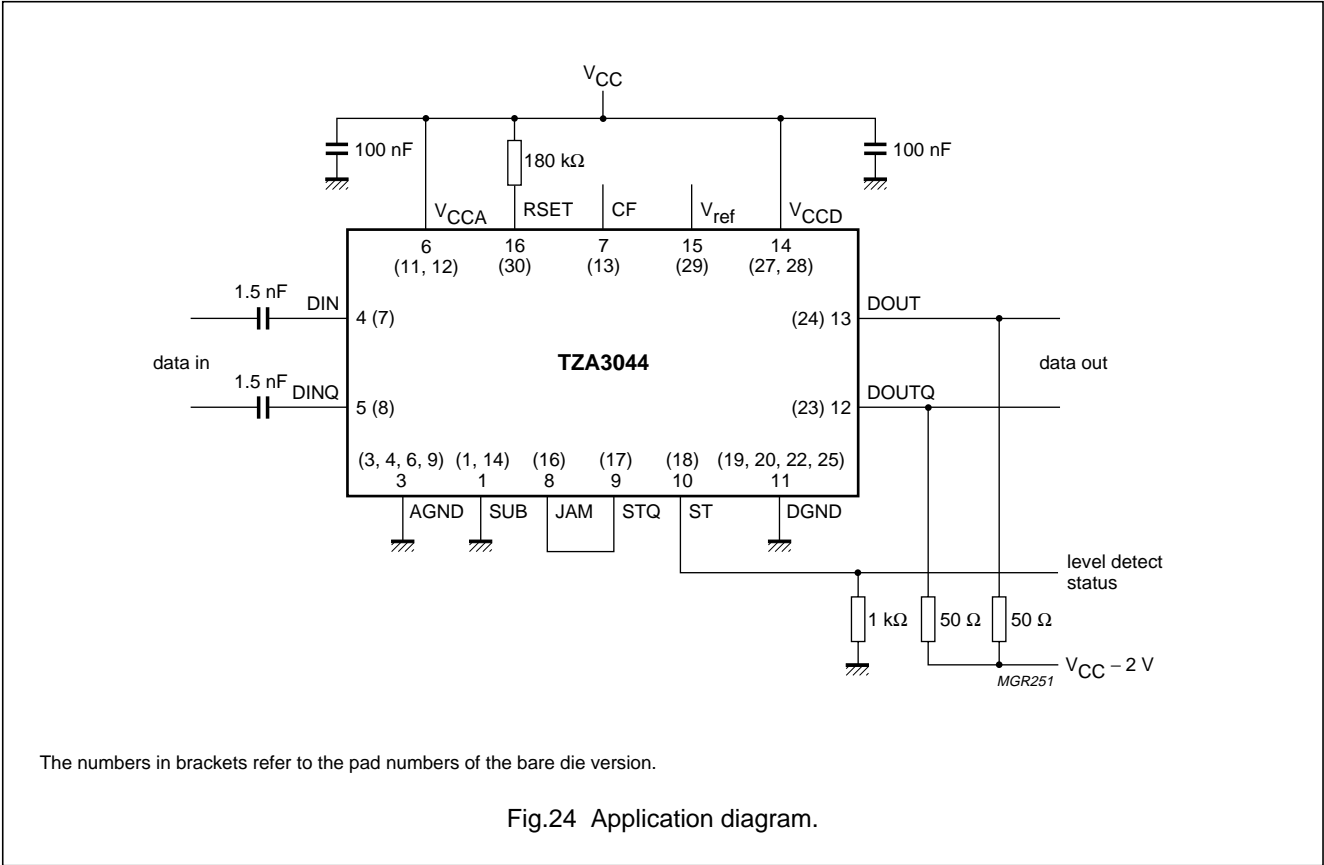 VCC
100 nF
180 kΩ
100 nF
VCCA
RSET
CF
Vref
VCCD
6
16
7
15
14
(11, 12)
(30)
(13)
(29)
(27, 28)
1.5 nF
DIN
4 (7)
(24) 13
DOUT
data in
TZA3044
data out
1.5 nF
DINQ
5 (8)
(23) 12
DOUTQ
(3, 4, 6, 9)
(1, 14)
(16)
(17)
(18)
(19, 20, 22, 25)
3
1
8
9
10
11
AGND
SUB
JAM
STQ
ST
DGND
level detect
status
1 kΩ
50 Ω
50 Ω
VCC − 2 V
MGR251
The numbers in brackets refer to the pad numbers of the bare die version.
Fig.24 Application diagram.